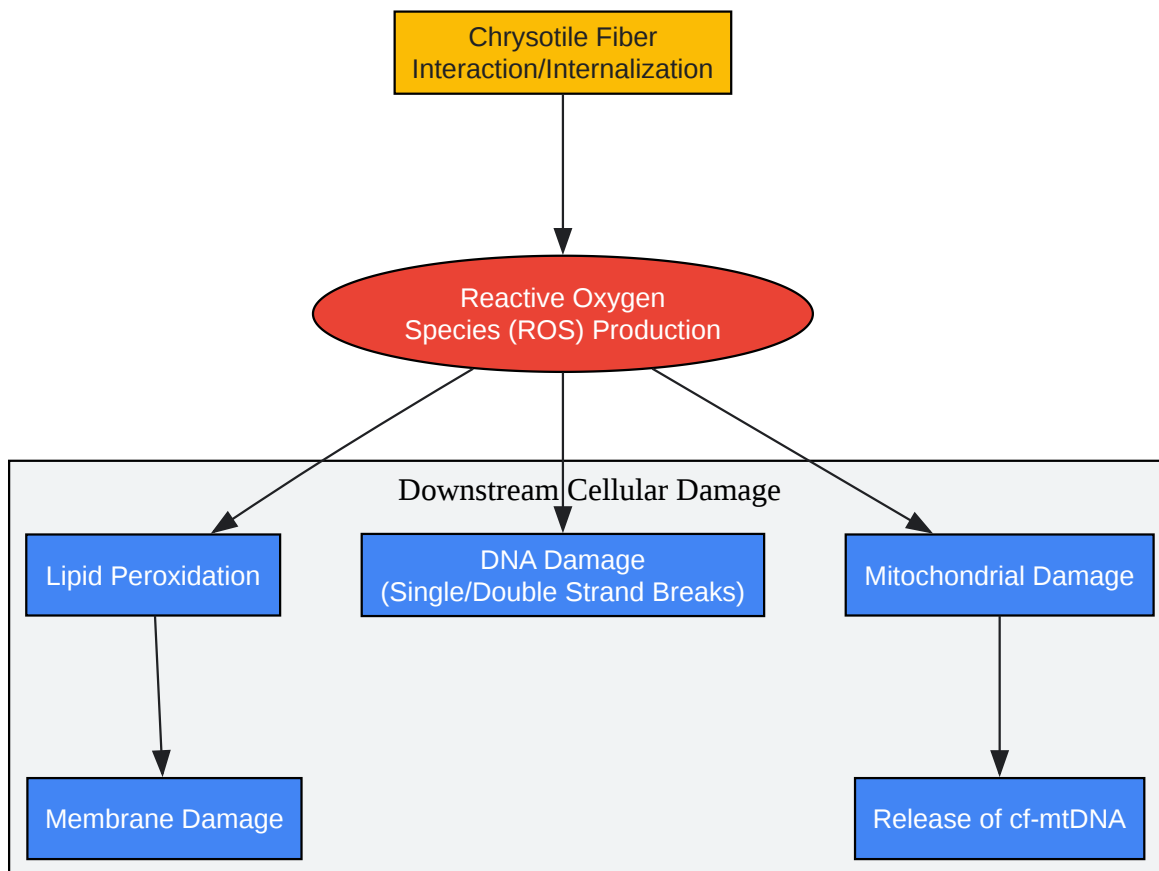 Chrysotile Fiber
Interaction/Internalization
Reactive Oxygen
Species (ROS) Production
Downstream Cellular Damage
Lipid Peroxidation
DNA Damage
(Single/Double Strand Breaks)
Mitochondrial Damage
Membrane Damage
Release of cf-mtDNA